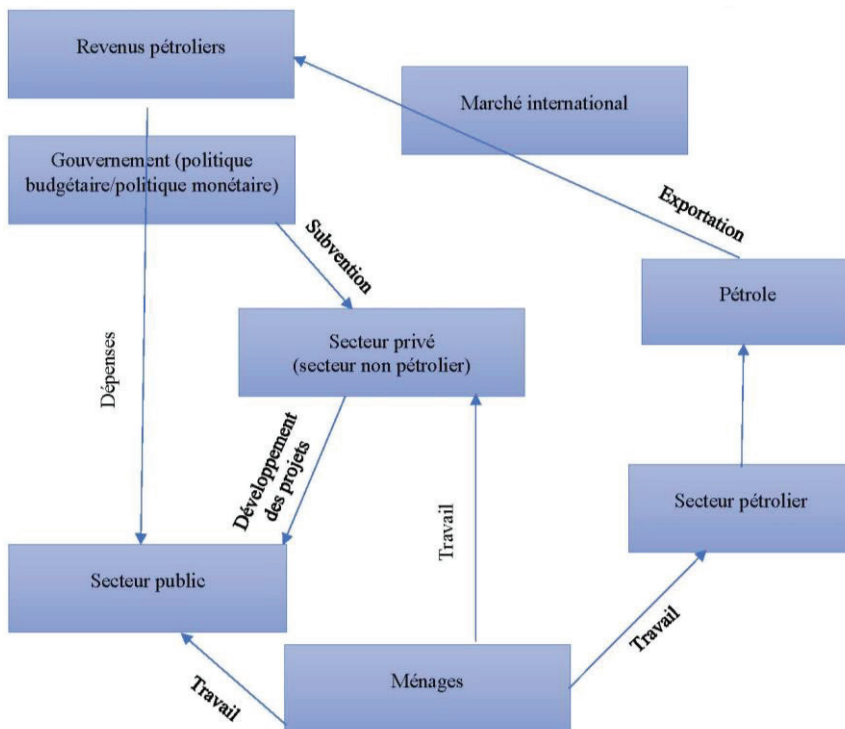 Revenus pétroliers
Marché international
Gouvernement (politique
budgétaire/politique monétaire)
Exportation
Subvention
Pétrole
Secteur privé
(secteur non pétrolier)
Dépenses
Développement
des projets
Travail
Secteur pétrolier
Secteur public
Travail
Ménages
Travail